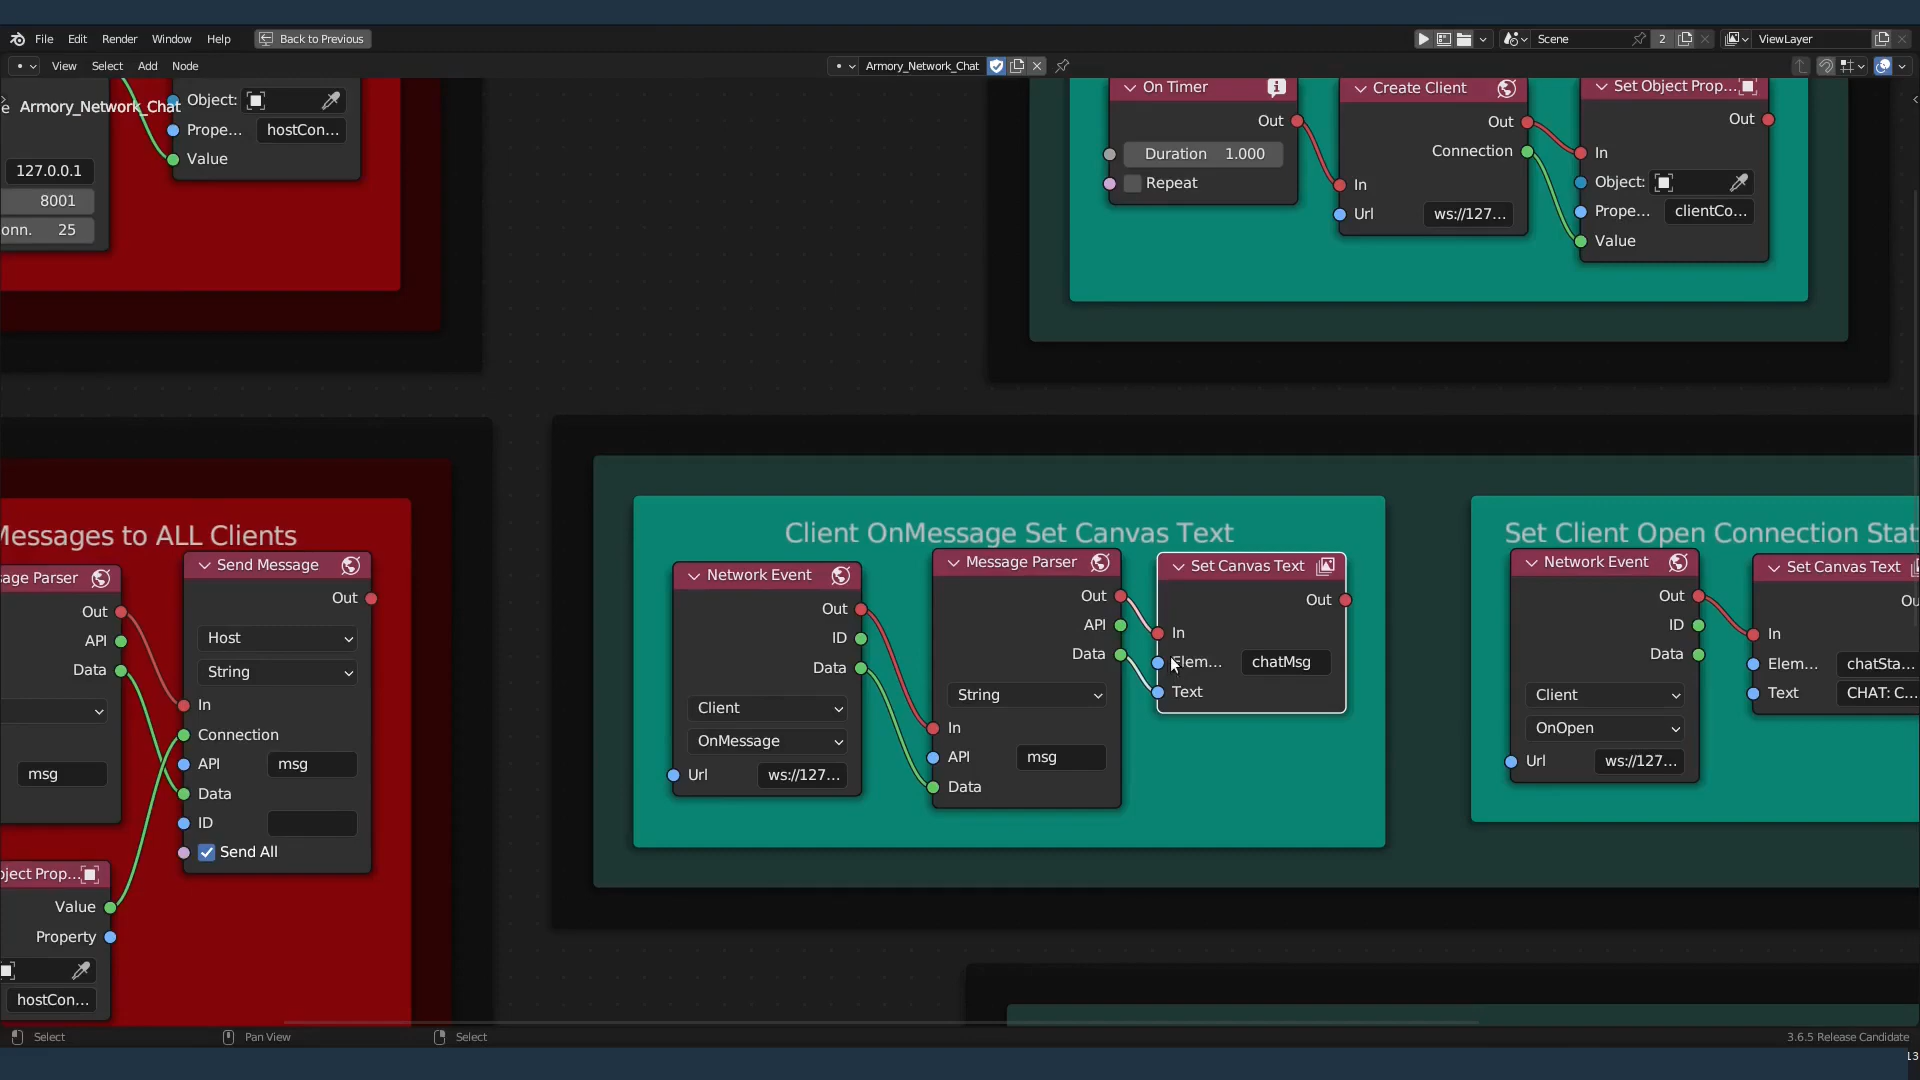 File Edit Render Window Help Back to Previous
Scene 2 ViewLayer
View Select Add Node
Armory_Network_Chat
e Armory_Network_Chat
Object:
Prope... hostCon...
Value
127.0.0.1
8001
onn. 25
On Timer
Out
Duration 1.000
Repeat
Create Client
Out
Connection
In
Url ws://127...
Set Object Prop...
Out
In
Object:
Prope... clientCo...
Value
Messages to ALL Clients
sage Parser
Out
API
Data
msg
Send Message
Out
Host
String
In
Connection
API msg
Data
ID
Send All
ject Prop...
Value
Property
hostCon...
Client OnMessage Set Canvas Text
Network Event
Out
ID
Data
Client
OnMessage
Url ws://127...
Message Parser
Out
API
Data
String
In
API msg
Data
Set Canvas Text
Out
In
Elem... chatMsg
Text
Set Client Open Connection Stat
Network Event
Out
ID
Data
Client
OnOpen
Url ws://127...
Set Canvas Text
Ou
In
Elem... chatSta...
Text CHAT: C...
Select Pan View Select
3.6.5 Release Candidate
13